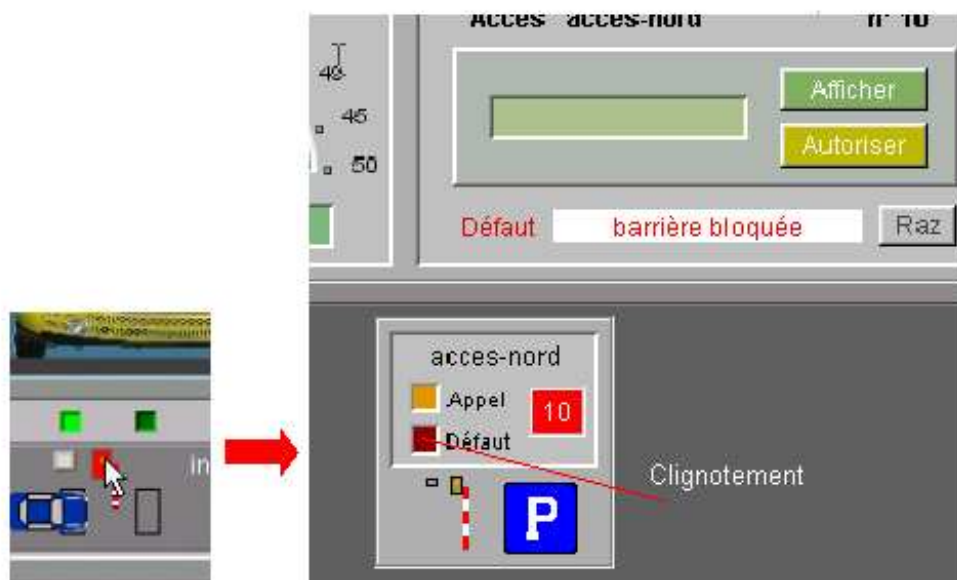 Acces acces-nord n° 10
40
45
50
Afficher
Autoriser
Défaut barrière bloquée Raz
acces-nord
Appel
10
Défaut
Clignotement
in
P